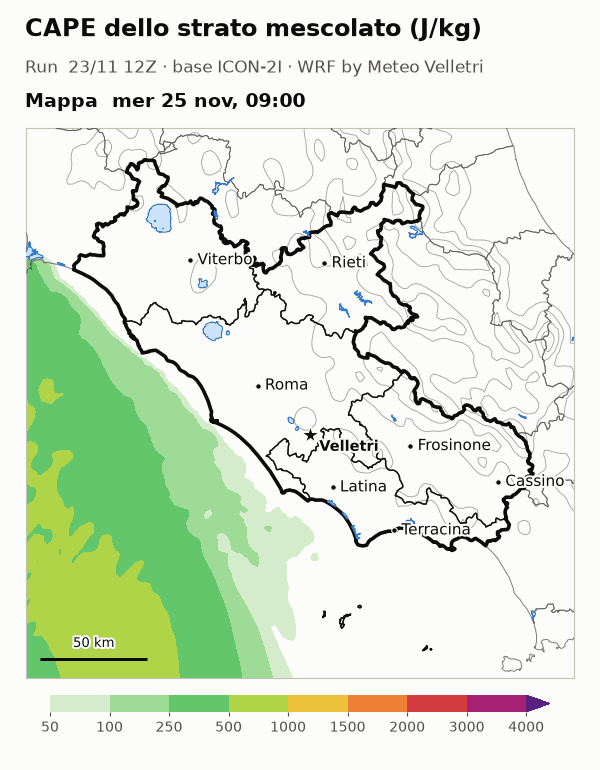 CAPE dello strato mescolato (J/kg)
Run  23/11 12Z · base ICON-2I · WRF by Meteo Velletri
Mappa  mer 25 nov, 09:00
Viterbo
Rieti
Roma
Velletri
Frosinone
Latina
Cassino
Terracina
50 km
50 100 250 500 1000 1500 2000 3000 4000